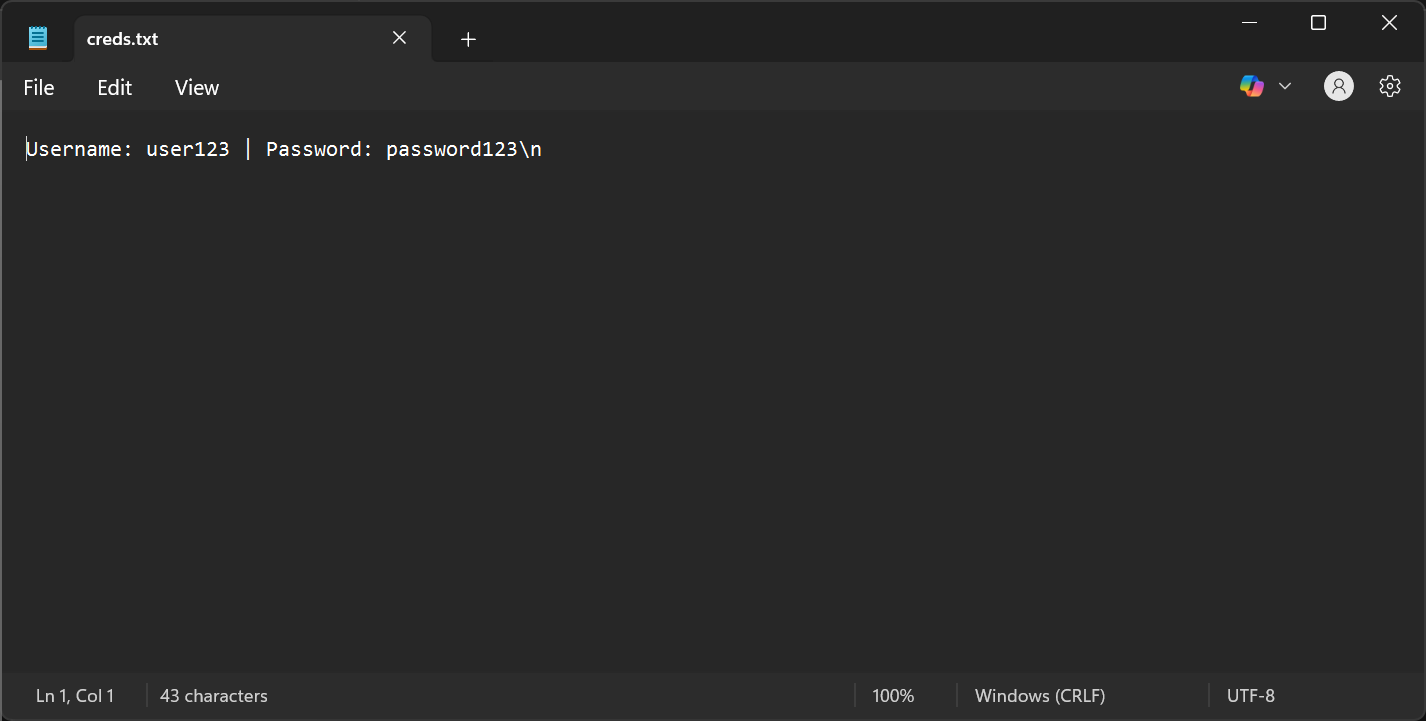 creds.txt
File Edit View
Username: user123 | Password: password123\n
Ln 1, Col 1 43 characters 100% Windows (CRLF) UTF-8